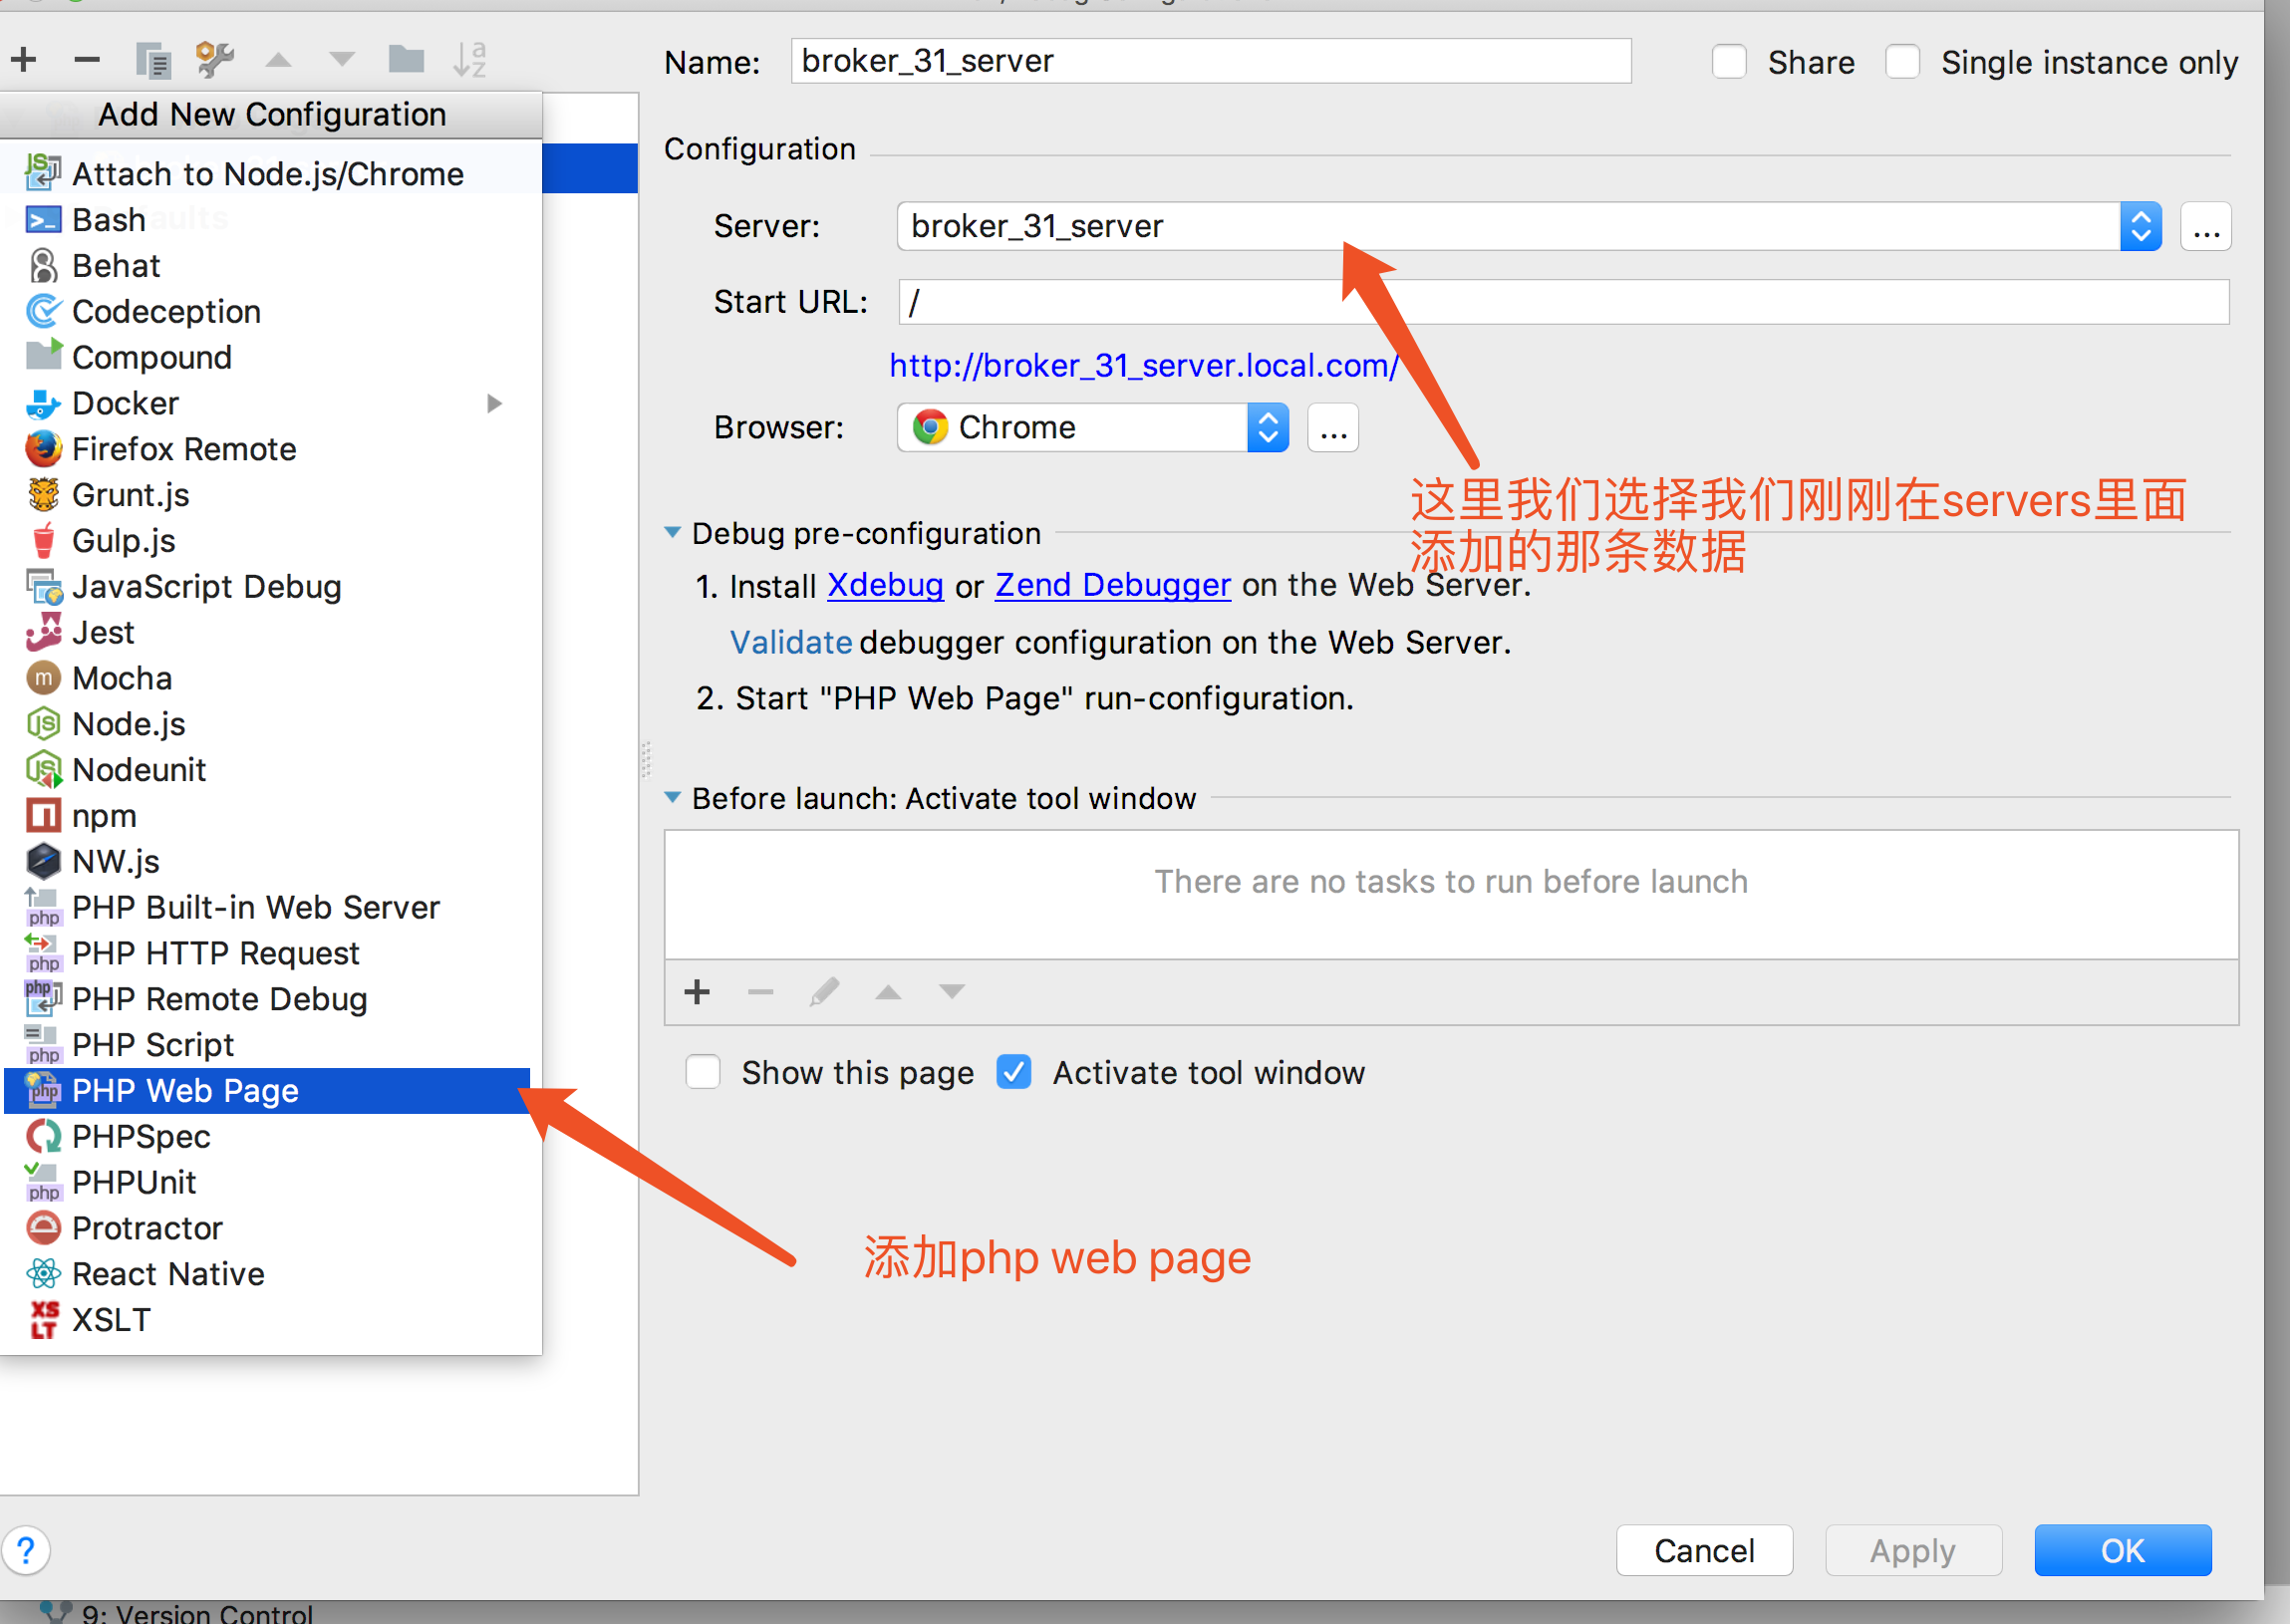 Name:
broker_31_server
Share
Single instance only
Add New Configuration
Attach to Node.js/Chrome
Bash
Behat
Codeception
Compound
Docker
Firefox Remote
Grunt.js
Gulp.js
JavaScript Debug
Jest
Mocha
Node.js
Nodeunit
npm
NW.js
PHP Built-in Web Server
PHP HTTP Request
PHP Remote Debug
PHP Script
PHP Web Page
PHPSpec
PHPUnit
Protractor
React Native
XSLT
Configuration
Server:
broker_31_server
...
Start URL:
/
http://broker_31_server.local.com/
Browser:
Chrome
...
这里我们选择我们刚刚在servers里面
添加的那条数据
Debug pre-configuration
1. Install Xdebug or Zend Debugger on the Web Server.
Validate debugger configuration on the Web Server.
2. Start "PHP Web Page" run-configuration.
Before launch: Activate tool window
There are no tasks to run before launch
Show this page
Activate tool window
添加php web page
?
Cancel
Apply
OK
9: Version Control